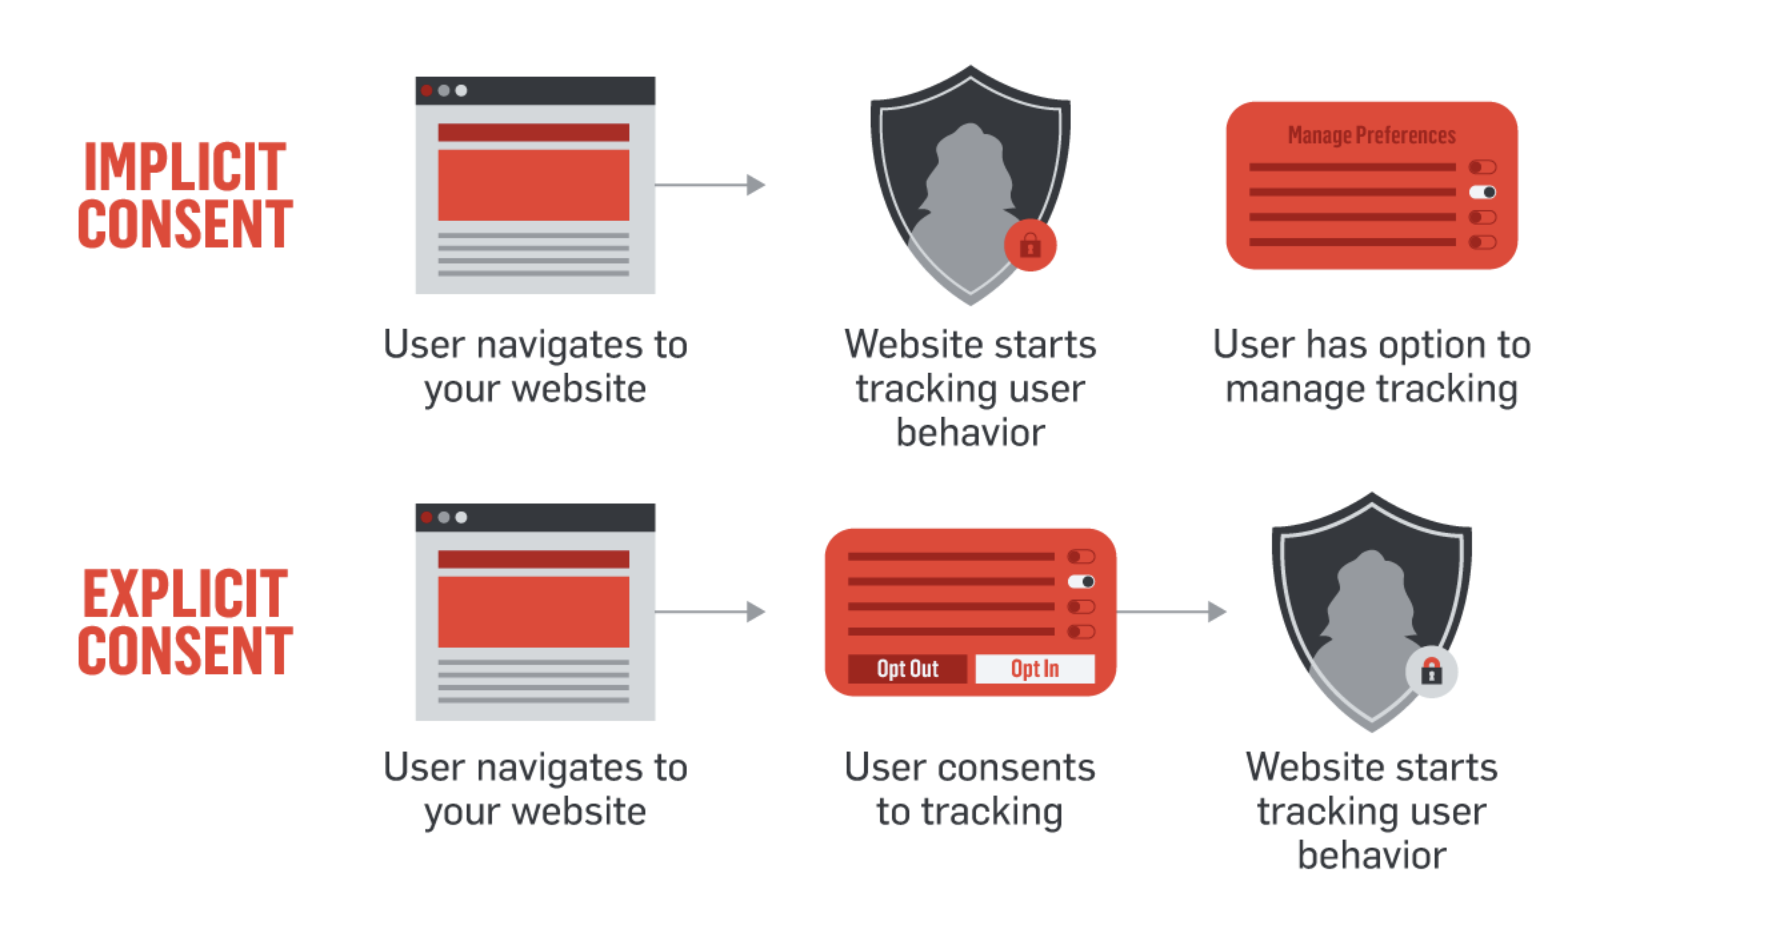 IMPLICIT
CONSENT
Manage Preferences
User navigates to
your website
Website starts
tracking user
behavior
User has option to
manage tracking
EXPLICIT
CONSENT
Opt Out
Opt In
User navigates to
your website
User consents
to tracking
Website starts
tracking user
behavior